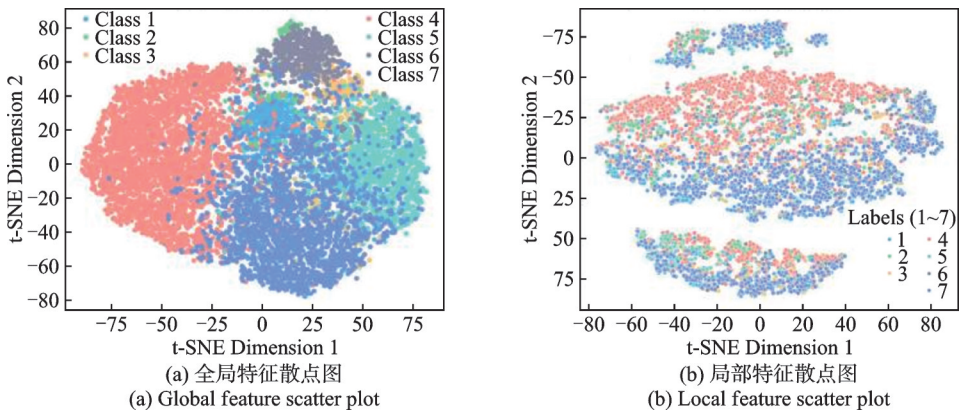 80
60
40
20
0
−20
−40
−60
−80
t-SNE Dimension 2
Class 1
Class 2
Class 3
Class 4
Class 5
Class 6
Class 7
−75 −50 −25 0 25 50 75
t-SNE Dimension 1
(a) 全局特征散点图
(a) Global feature scatter plot
−75
−50
−25
0
25
50
75
t-SNE Dimension 2
Labels (1~7)
1 4
2 5
3 6
7
−80 −60 −40 −20 0 20 40 60 80
t-SNE Dimension 1
(b) 局部特征散点图
(b) Local feature scatter plot